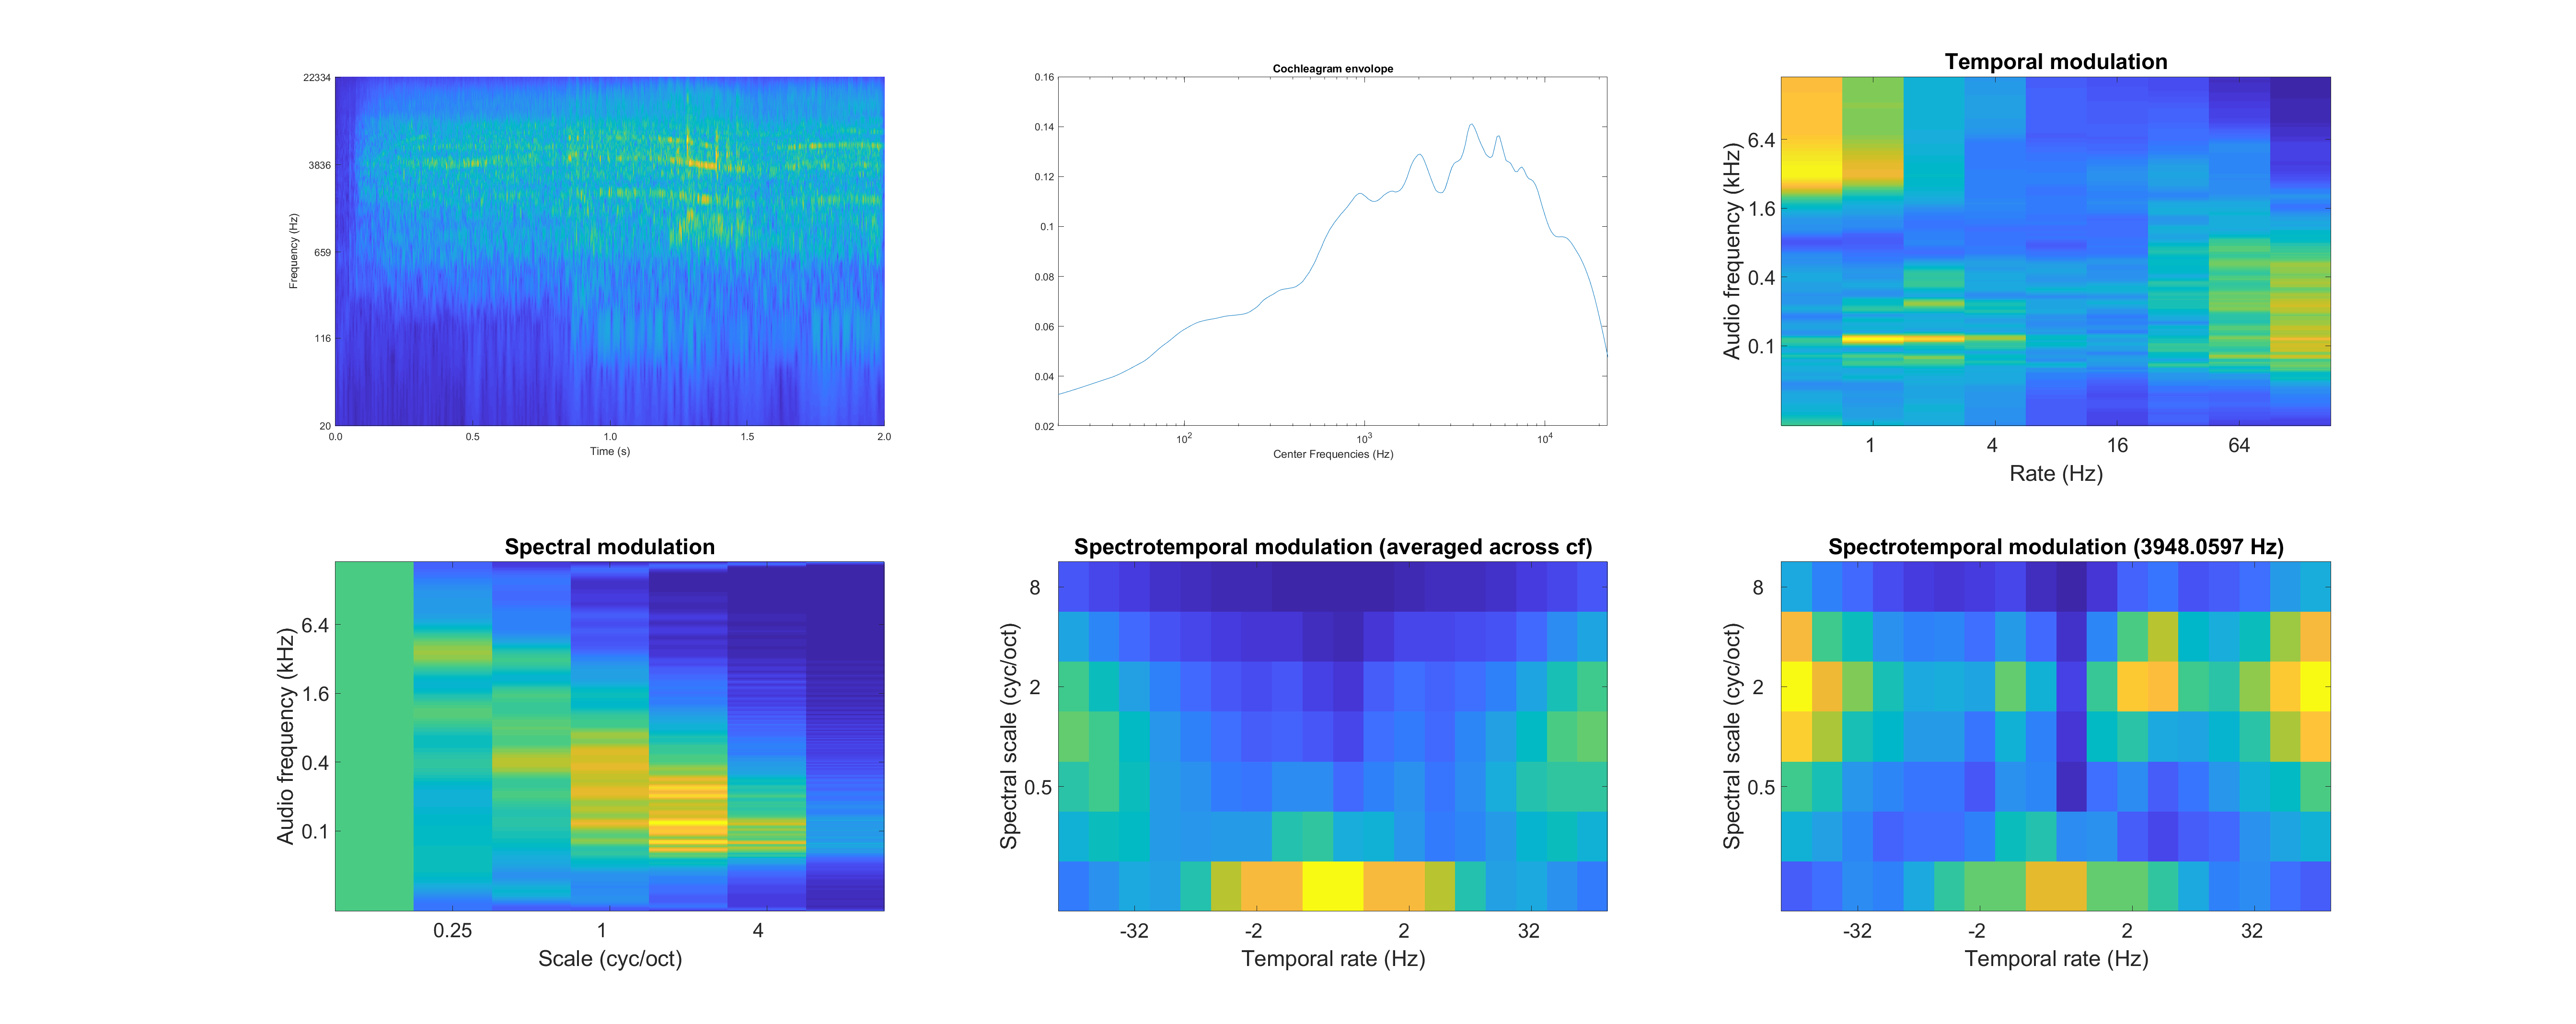 22334
3836
659
116
20
Frequency (Hz)
0.0 0.5 1.0 1.5 2.0
Time (s)
Cochleagram envolope
0.16
0.14
0.12
0.1
0.08
0.06
0.04
0.02
10² 10³ 10⁴
Center Frequencies (Hz)
Temporal modulation
6.4
1.6
0.4
0.1
Audio frequency (kHz)
1 4 16 64
Rate (Hz)
Spectral modulation
6.4
1.6
0.4
0.1
Audio frequency (kHz)
0.25 1 4
Scale (cyc/oct)
Spectrotemporal modulation (averaged across cf)
8
2
0.5
Spectral scale (cyc/oct)
-32 -2 2 32
Temporal rate (Hz)
Spectrotemporal modulation (3948.0597 Hz)
8
2
0.5
Spectral scale (cyc/oct)
-32 -2 2 32
Temporal rate (Hz)